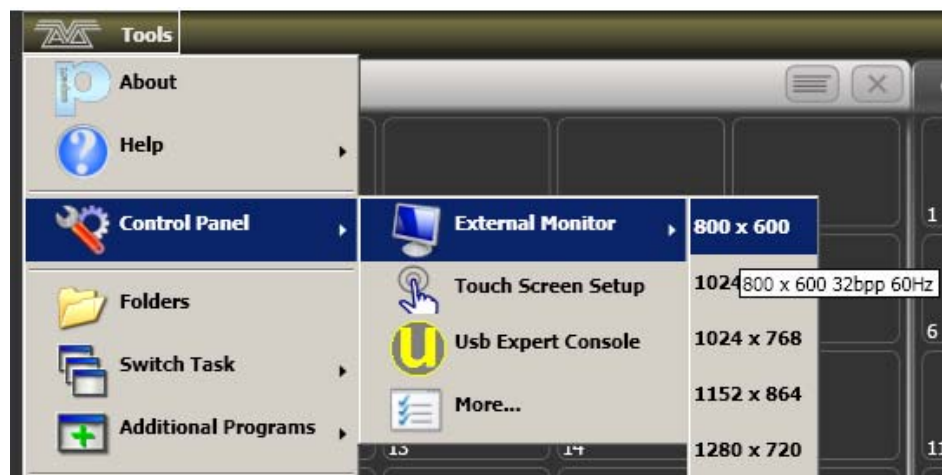 Tools
About
Help
Control Panel
Folders
Switch Task
Additional Programs
External Monitor
Touch Screen Setup
Usb Expert Console
More...
800 x 600
1024
800 x 600 32bpp 60Hz
1024 x 768
1152 x 864
1280 x 720
1
6
13
14